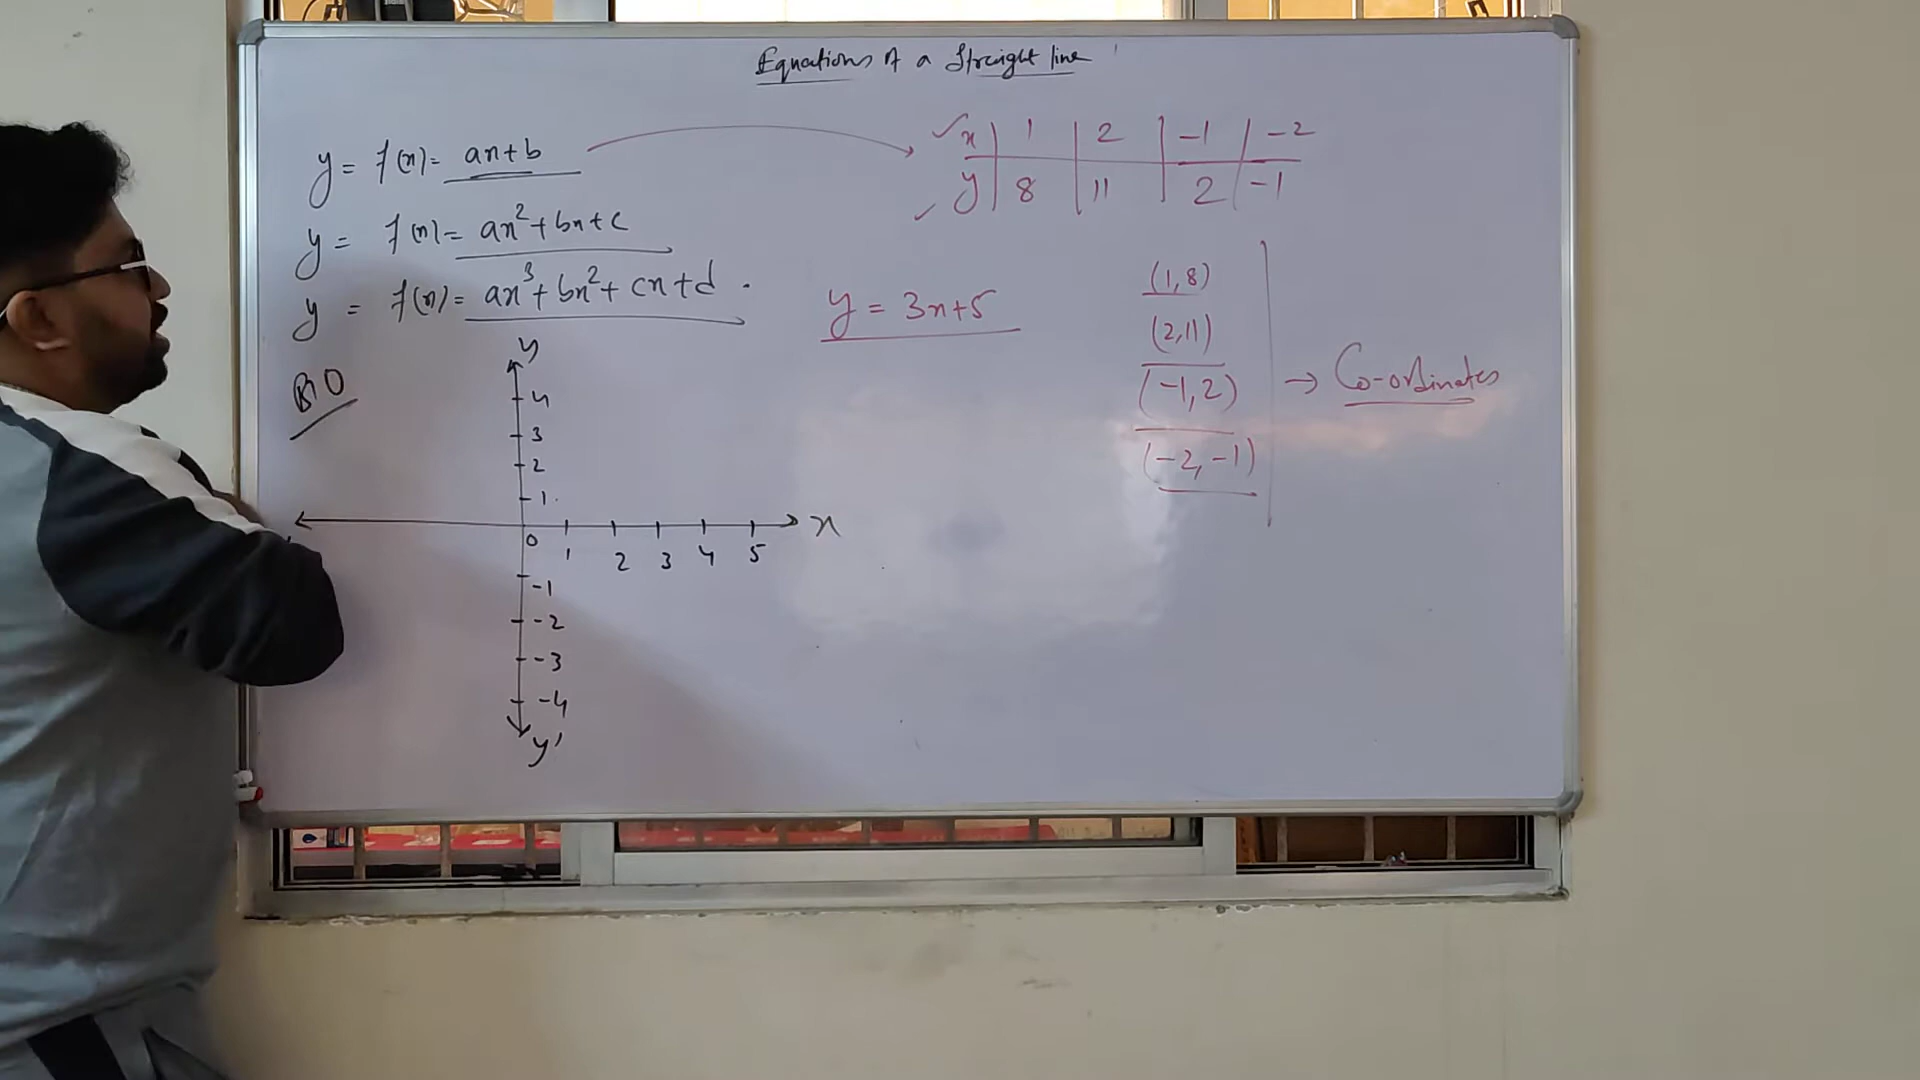 Equations of a Straight line
y = f(x) = ax+b
y = f(x) = ax²+bx+c
y = f(x) = ax³+bx²+cx+d.
x | 1 | 2 | -1 | -2
y | 8 | 11 | 2 | -1
y = 3x+5
(1,8)
(2,11)
(-1,2)
(-2,-1)
→ Co-ordinates
y
4
3
2
1
x
0 1 2 3 4 5
-1
-2
-3
-4
y'